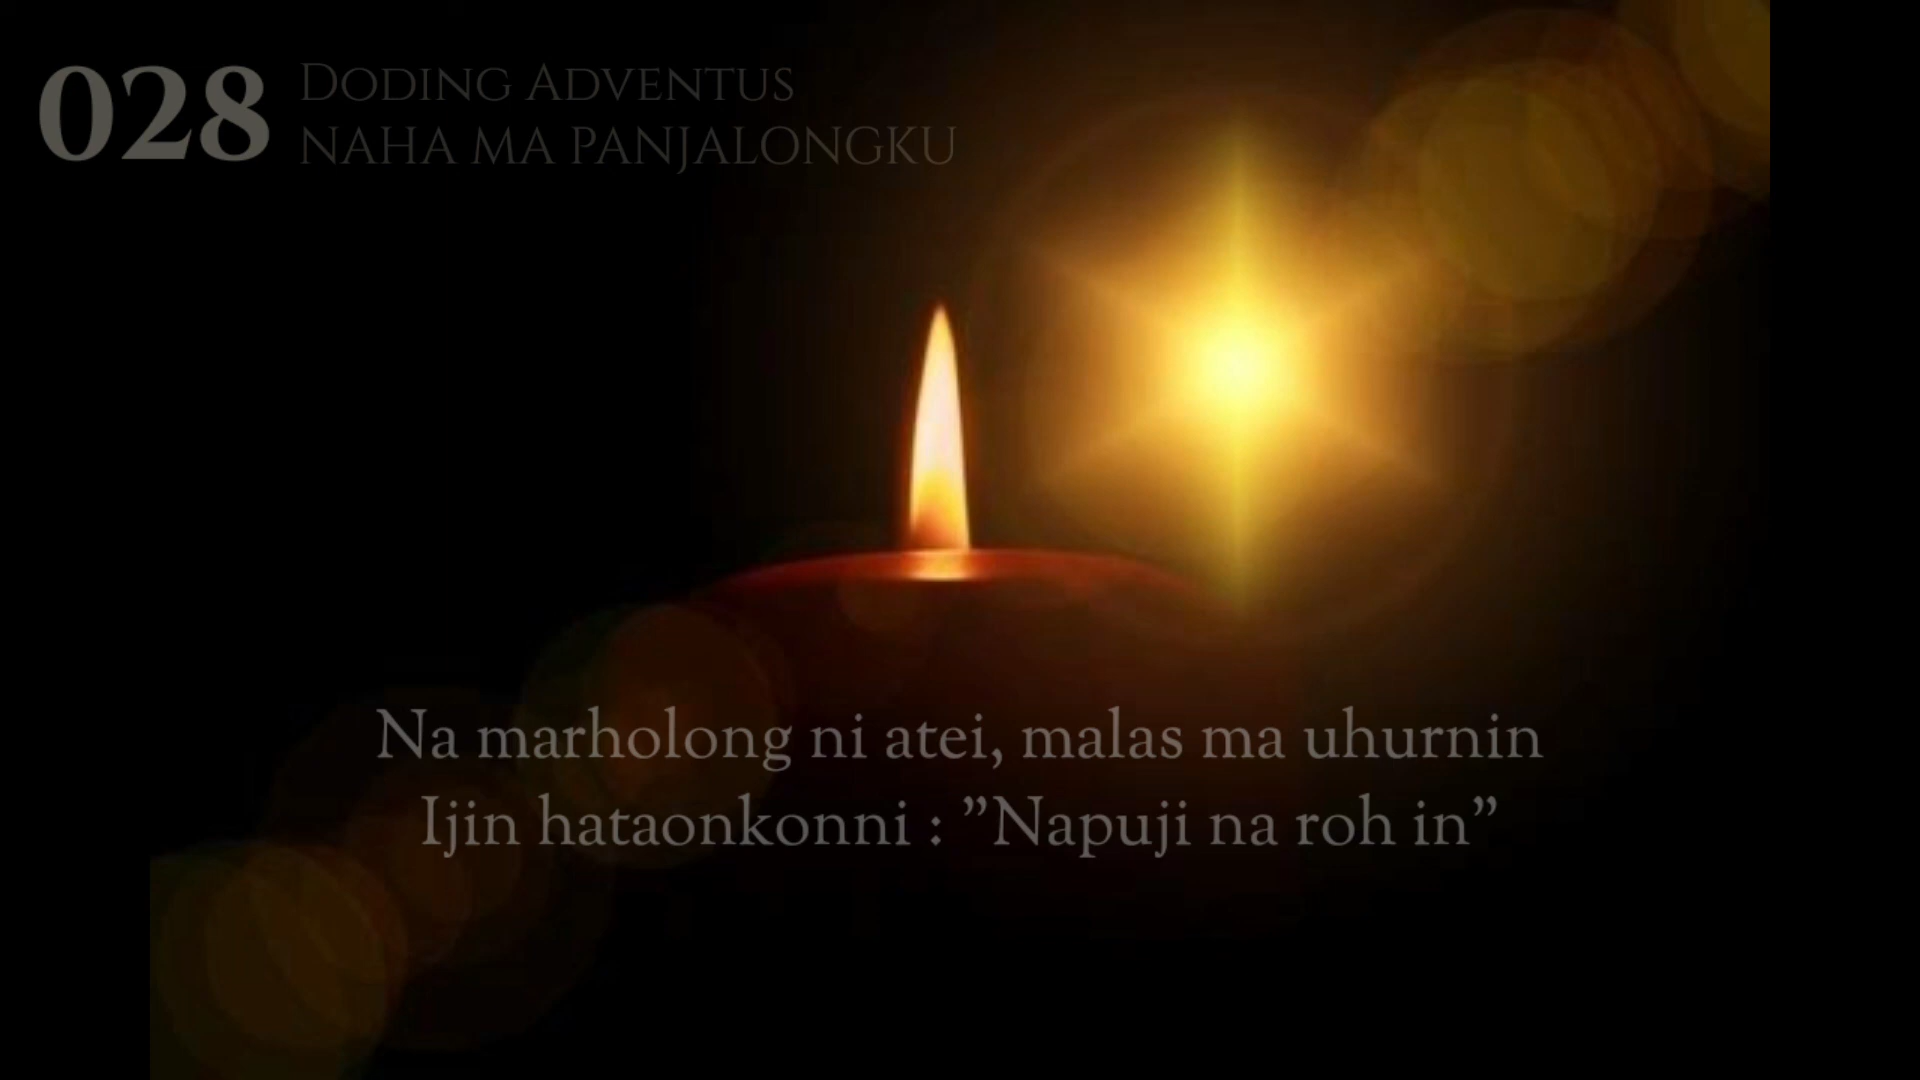 028
DODING ADVENTUS
NAHA MA PANJALONGKU
Na marholong ni atei, malas ma uhurnin
Ijin hataonkonni : ”Napuji na roh in”